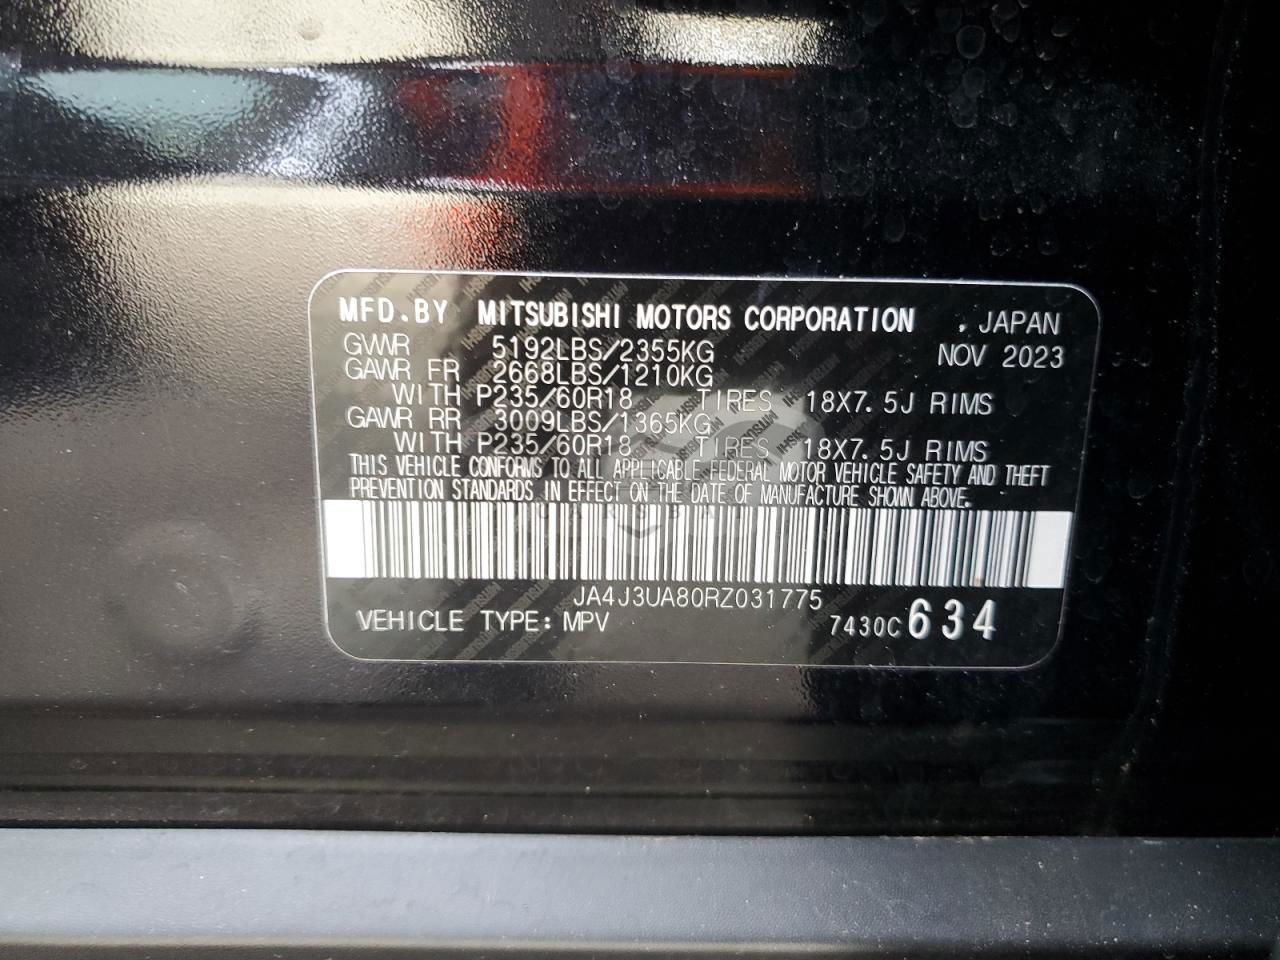 MFD.BY MITSUBISHI MOTORS CORPORATION , JAPAN
GVWR 5192LBS/2355KG NOV 2023
GAWR FR 2668LBS/1210KG
WITH P235/60R18 TIRES 18X7.5J RIMS
GAWR RR 3009LBS/1365KG
WITH P235/60R18 TIRES 18X7.5J RIMS
THIS VEHICLE CONFORMS TO ALL APPLICABLE FEDERAL MOTOR VEHICLE SAFETY AND THEFT
PREVENTION STANDARDS IN EFFECT ON THE DATE OF MANUFACTURE SHOWN ABOVE.
JA4J3UA80RZ031775
VEHICLE TYPE: MPV 7430C 634